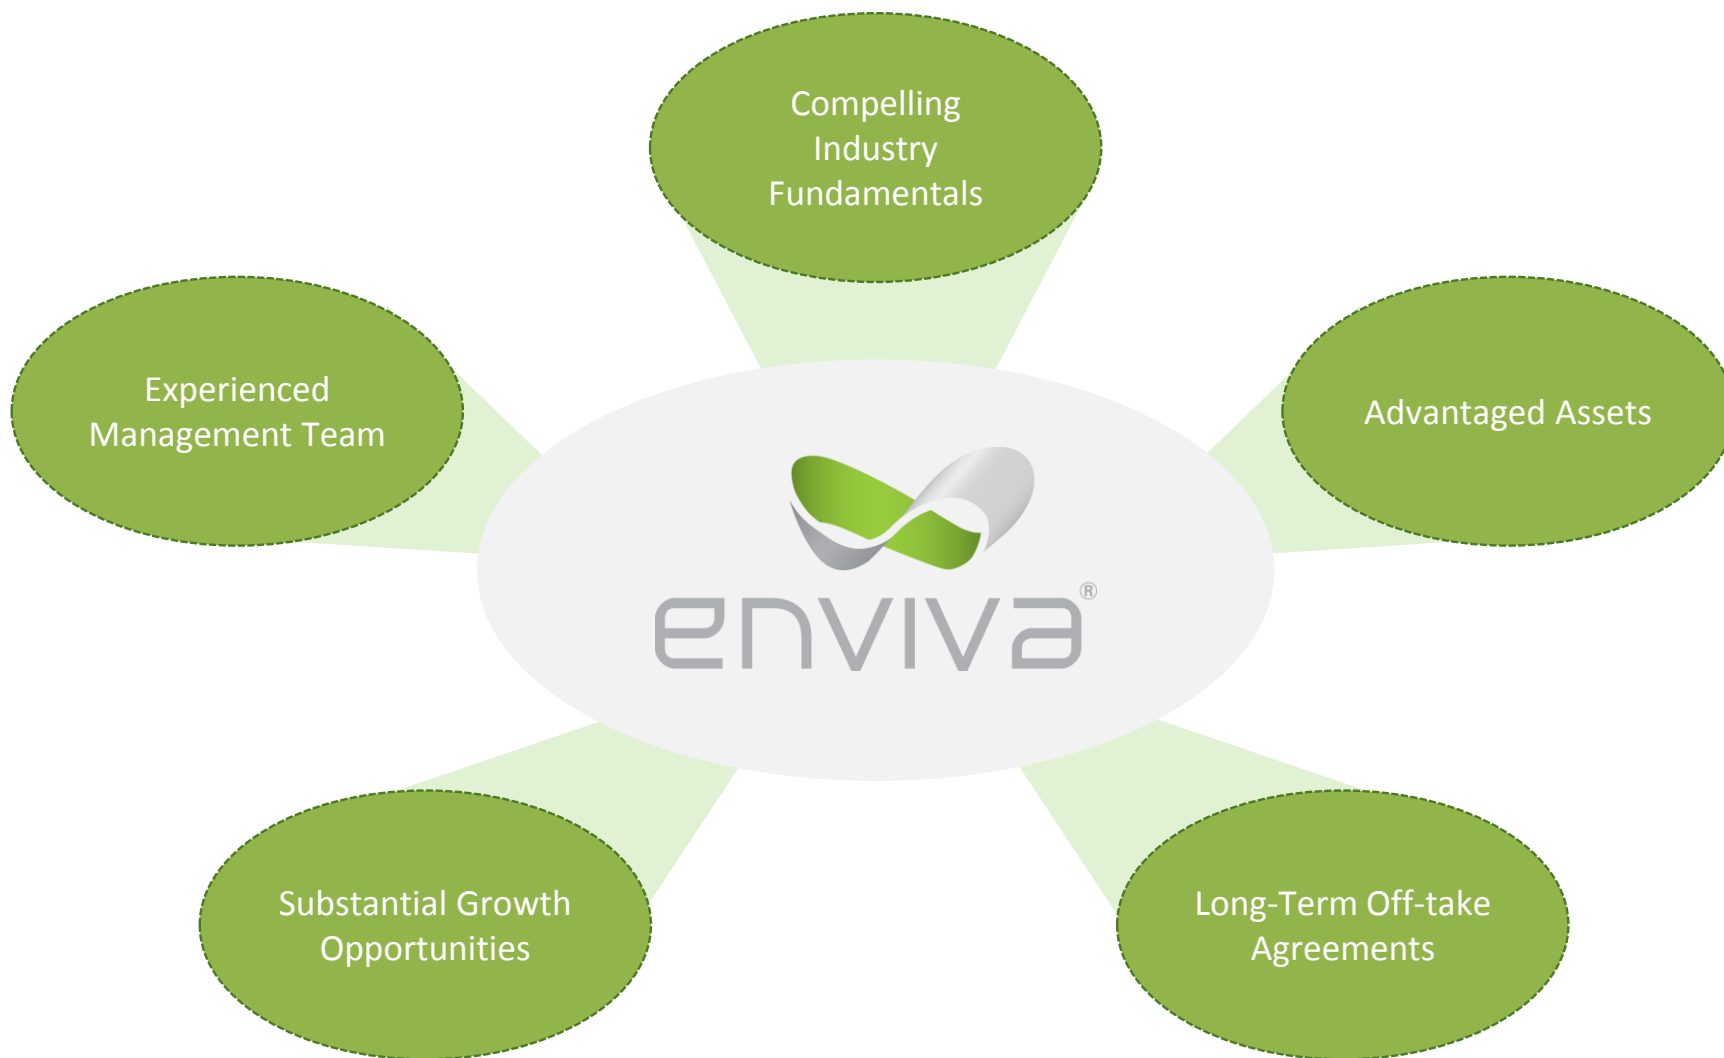 Compelling
Industry
Fundamentals
Experienced
Management Team
Advantaged Assets
enviva®
Substantial Growth
Opportunities
Long-Term Off-take
Agreements